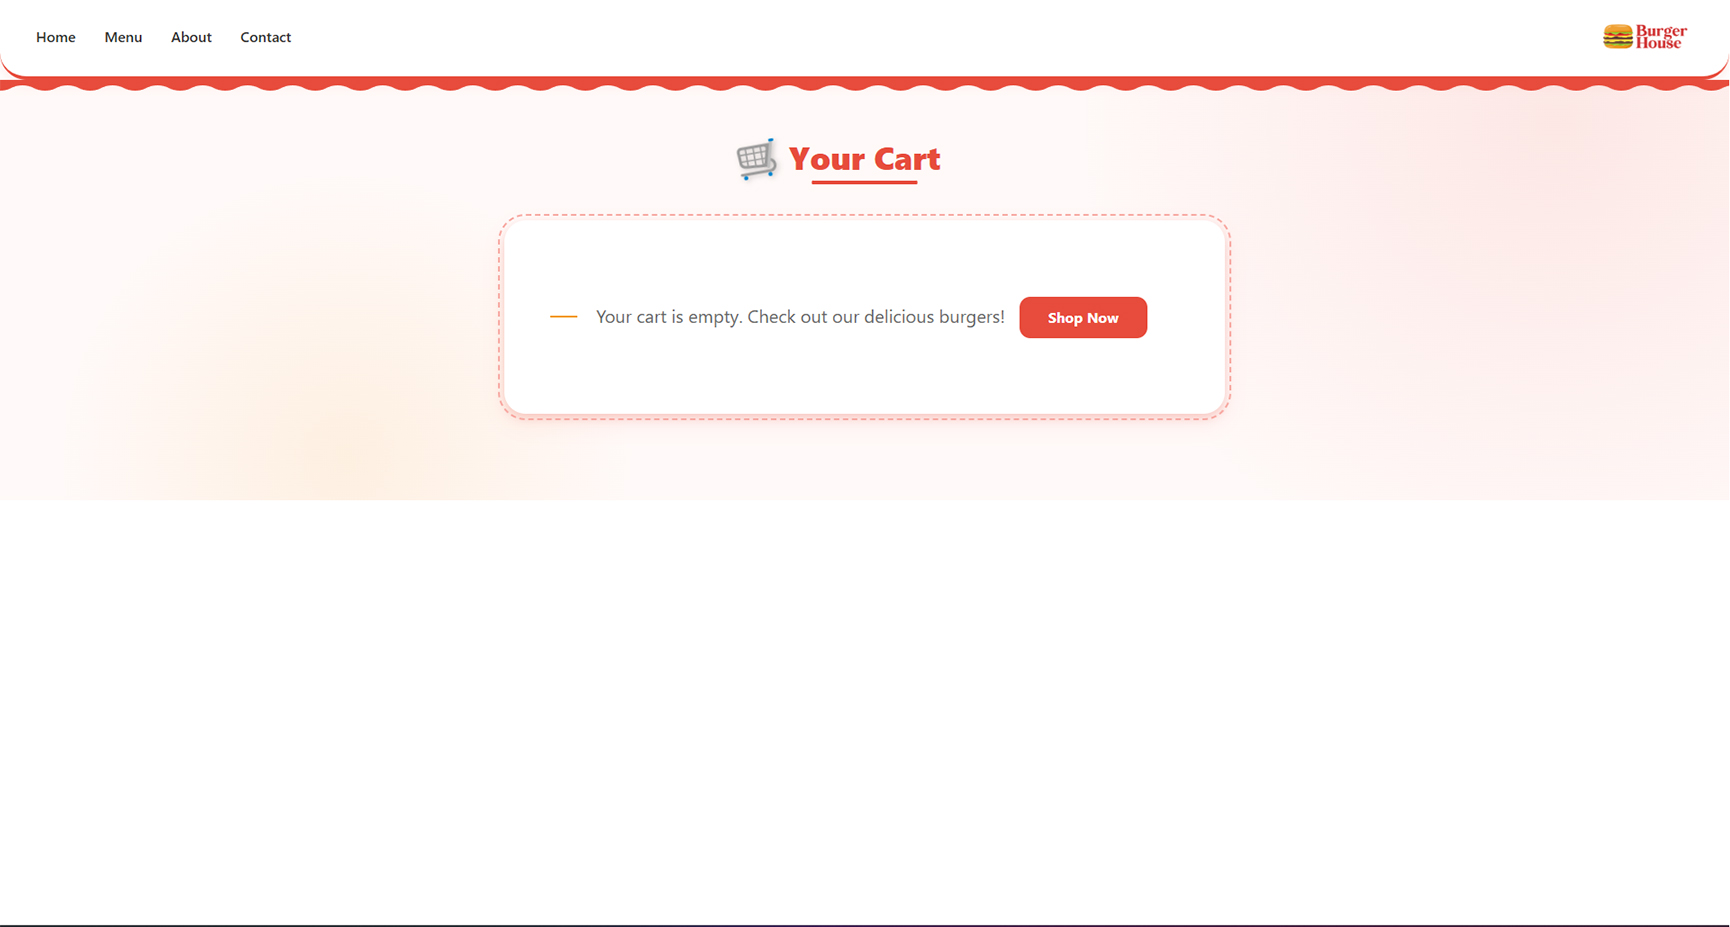 Home Menu About Contact
Burger
House
Your Cart
Your cart is empty. Check out our delicious burgers! Shop Now